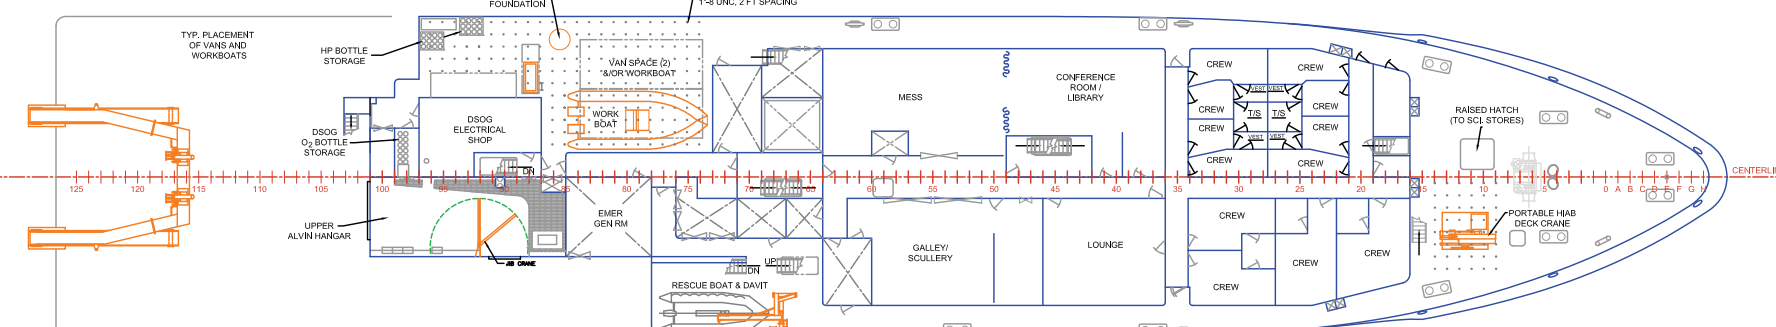 FOUNDATION
1"-8 UNC, 2 FT SPACING
TYP. PLACEMENT
OF VANS AND
WORKBOATS
HP BOTTLE
STORAGE
VAN SPACE (2)
&/OR WORKBOAT
WORK
BOAT
DSOG
ELECTRICAL
SHOP
DSOG
O2 BOTTLE
STORAGE
DN
MESS
CONFERENCE
ROOM /
LIBRARY
CREW
CREW
CREW
CREW
CREW
CREW
CREW
CREW
VEST
VEST
T/S
T/S
VEST
VEST
RAISED HATCH
(TO SCI. STORES)
CENTERLI
125
120
115
110
105
100
95
90
85
80
75
70
65
60
55
50
45
40
35
30
25
20
15
10
5
0
A
B
C
D
E
F
G
H
UPPER
ALVIN HANGAR
JIB CRANE
EMER
GEN RM
DN
UP
RESCUE BOAT & DAVIT
GALLEY/
SCULLERY
LOUNGE
CREW
CREW
CREW
CREW
CREW
PORTABLE HIAB
DECK CRANE